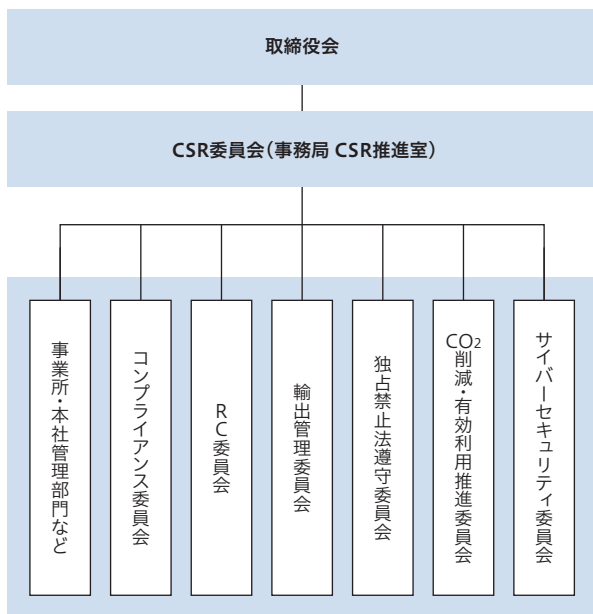 取締役会
CSR委員会（事務局 CSR推進室）
事業所・本社管理部門など
コンプライアンス委員会
RC委員会
輸出管理委員会
独占禁止法遵守委員会
CO2削減・有効利用推進委員会
サイバーセキュリティ委員会